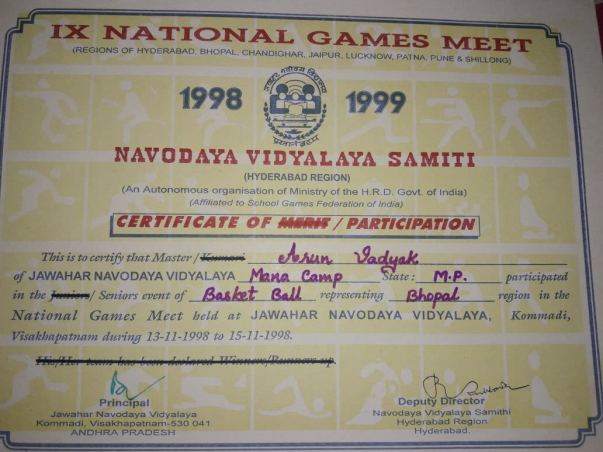 IX NATIONAL GAMES MEET
(REGIONS OF HYDERABAD, BHOPAL, CHANDIGHAR, JAIPUR, LUCKNOW, PATNA, PUNE & SHILLONG)
1998 1999
NAVODAYA VIDYALAYA SAMITI
(HYDERABAD REGION)
(An Autonomous organisation of Ministry of the H.R.D. Govt. of India)
(Affiliated to School Games Federation of India)
CERTIFICATE OF MERIT / PARTICIPATION
This is to certify that Master / Kumari Arun Vadyak
of JAWAHAR NAVODAYA VIDYALAYA Mana Camp State : M.P. participated
in the Juniors / Seniors event of Basket Ball representing Bhopal region in the
National Games Meet held at JAWAHAR NAVODAYA VIDYALAYA, Kommadi,
Visakhapatnam during 13-11-1998 to 15-11-1998.
His/Her team has been declared Winners/Runners up
Principal
Jawahar Navodaya Vidyalaya
Kommadi, Visakhapatnam-530 041
ANDHRA PRADESH
Deputy Director
Navodaya Vidyalaya Samithi
Hyderabad Region
Hyderabad.